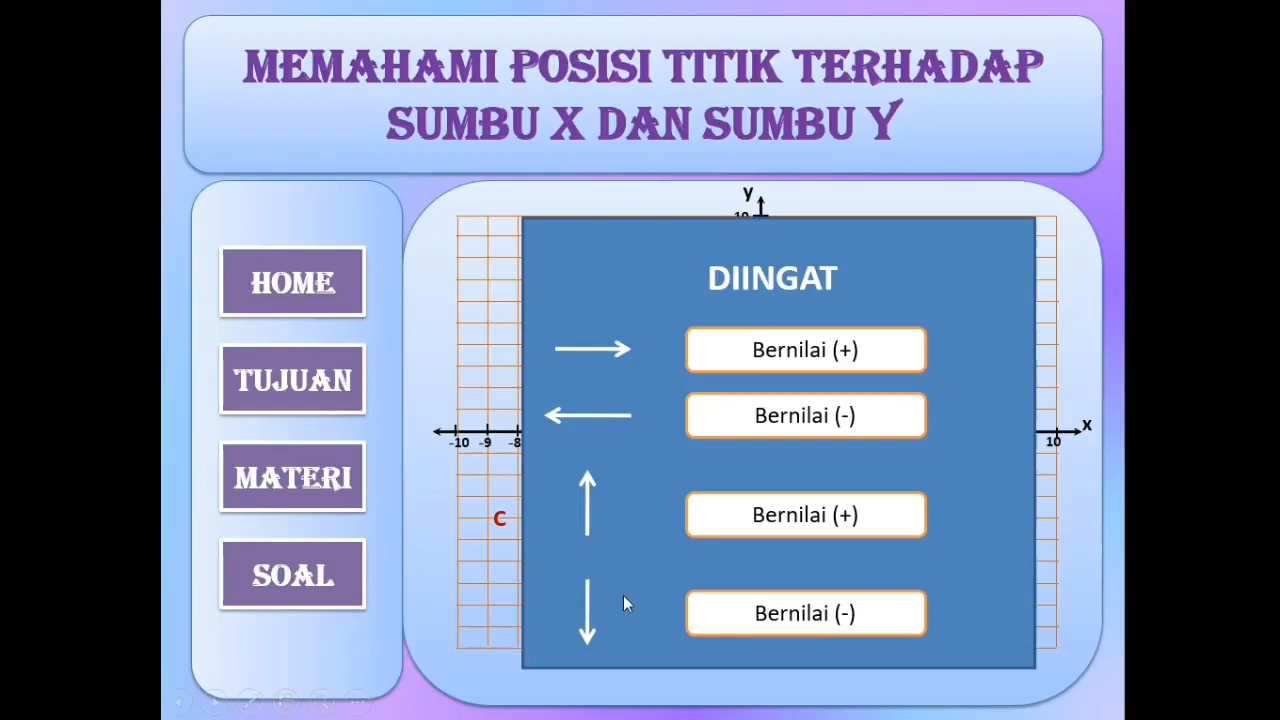 MEMAHAMI POSISI TITIK TERHADAP
SUMBU X DAN SUMBU Y
HOME
TUJUAN
MATERI
SOAL
y
10
DIINGAT
Bernilai (+)
Bernilai (-)
x
-10 -9 -8
10
C
Bernilai (+)
Bernilai (-)